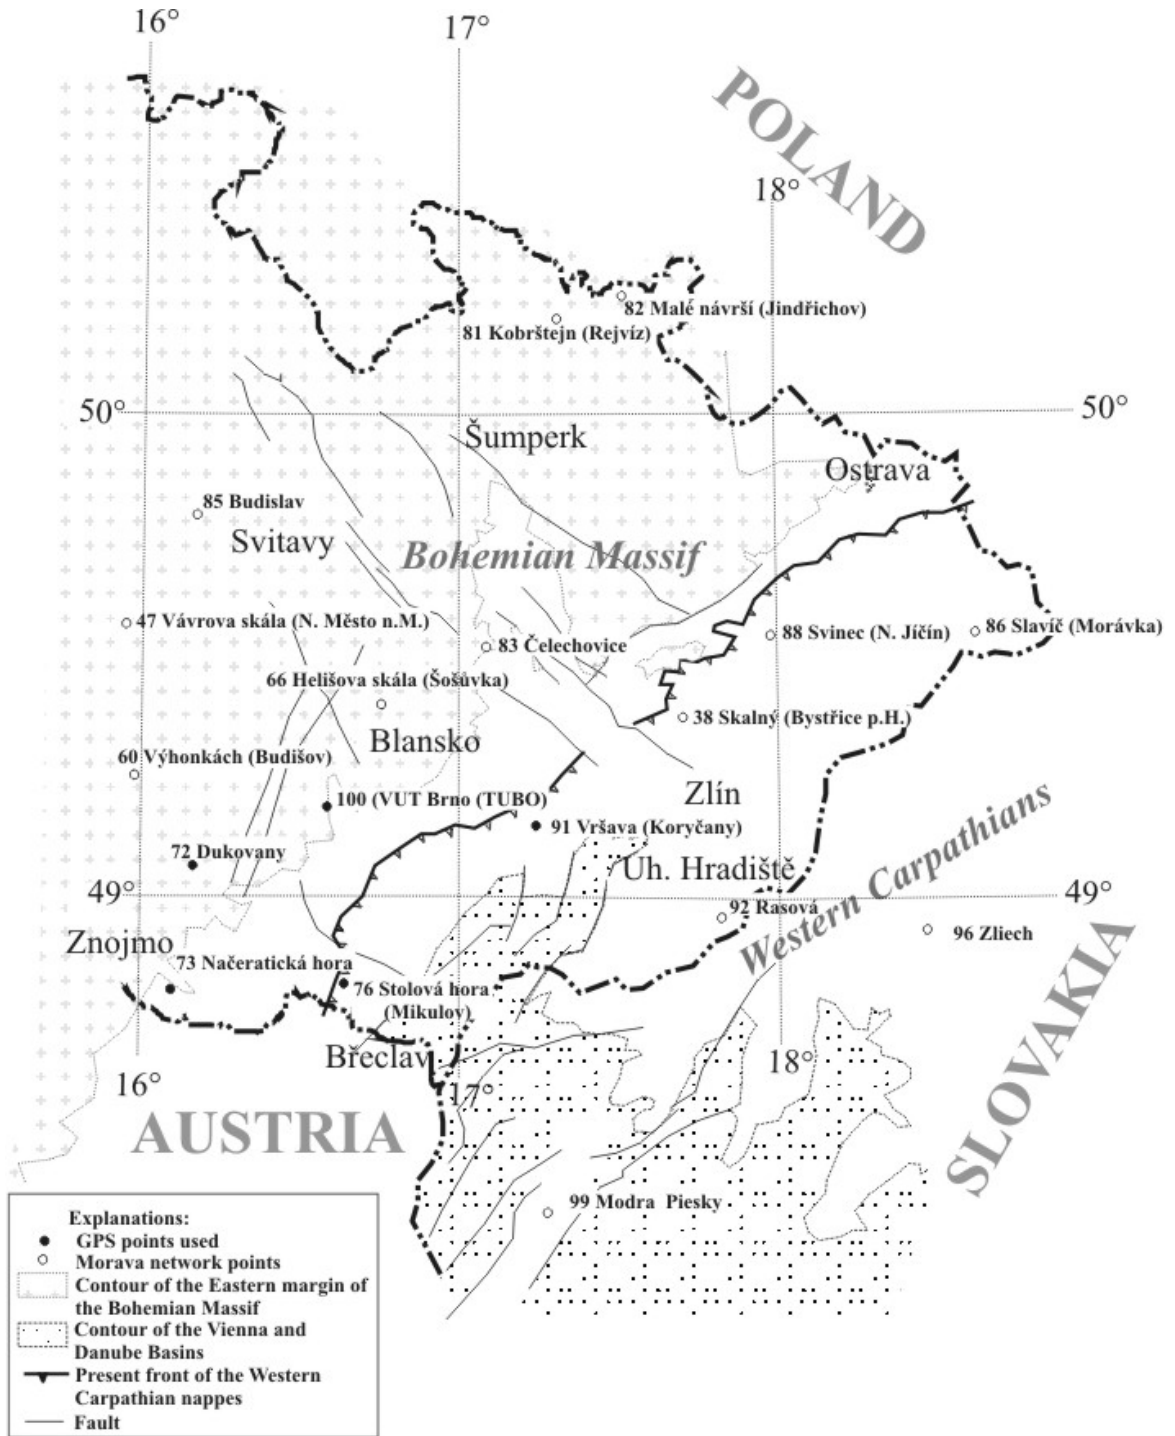 16°
17°
POLAND
18°
82 Malé návrší (Jindřichov)
81 Kobrštejn (Rejvíz)
50°
50°
Šumperk
Ostrava
85 Budislav
Svitavy
Bohemian Massif
47 Vávrova skála (N. Město n.M.)
83 Čelechovice
88 Svinec (N. Jíčín)
86 Slavíč (Morávka)
66 Helišova skála (Šošůvka)
38 Skalný (Bystřice p.H.)
Blansko
60 Výhonkách (Budišov)
Zlín
100 (VUT Brno (TUBO)
91 Vršava (Koryčany)
72 Dukovany
Uh. Hradiště
Western Carpathians
49°
49°
92 Rasová
96 Zliech
Znojmo
73 Načeratická hora
76 Stolová hora
(Mikulov)
Břeclav
18°
16°
17°
AUSTRIA
SLOVAKIA
99 Modra Piesky
Explanations:
GPS points used
Morava network points
Contour of the Eastern margin of
the Bohemian Massif
Contour of the Vienna and
Danube Basins
Present front of the Western
Carpathian nappes
Fault